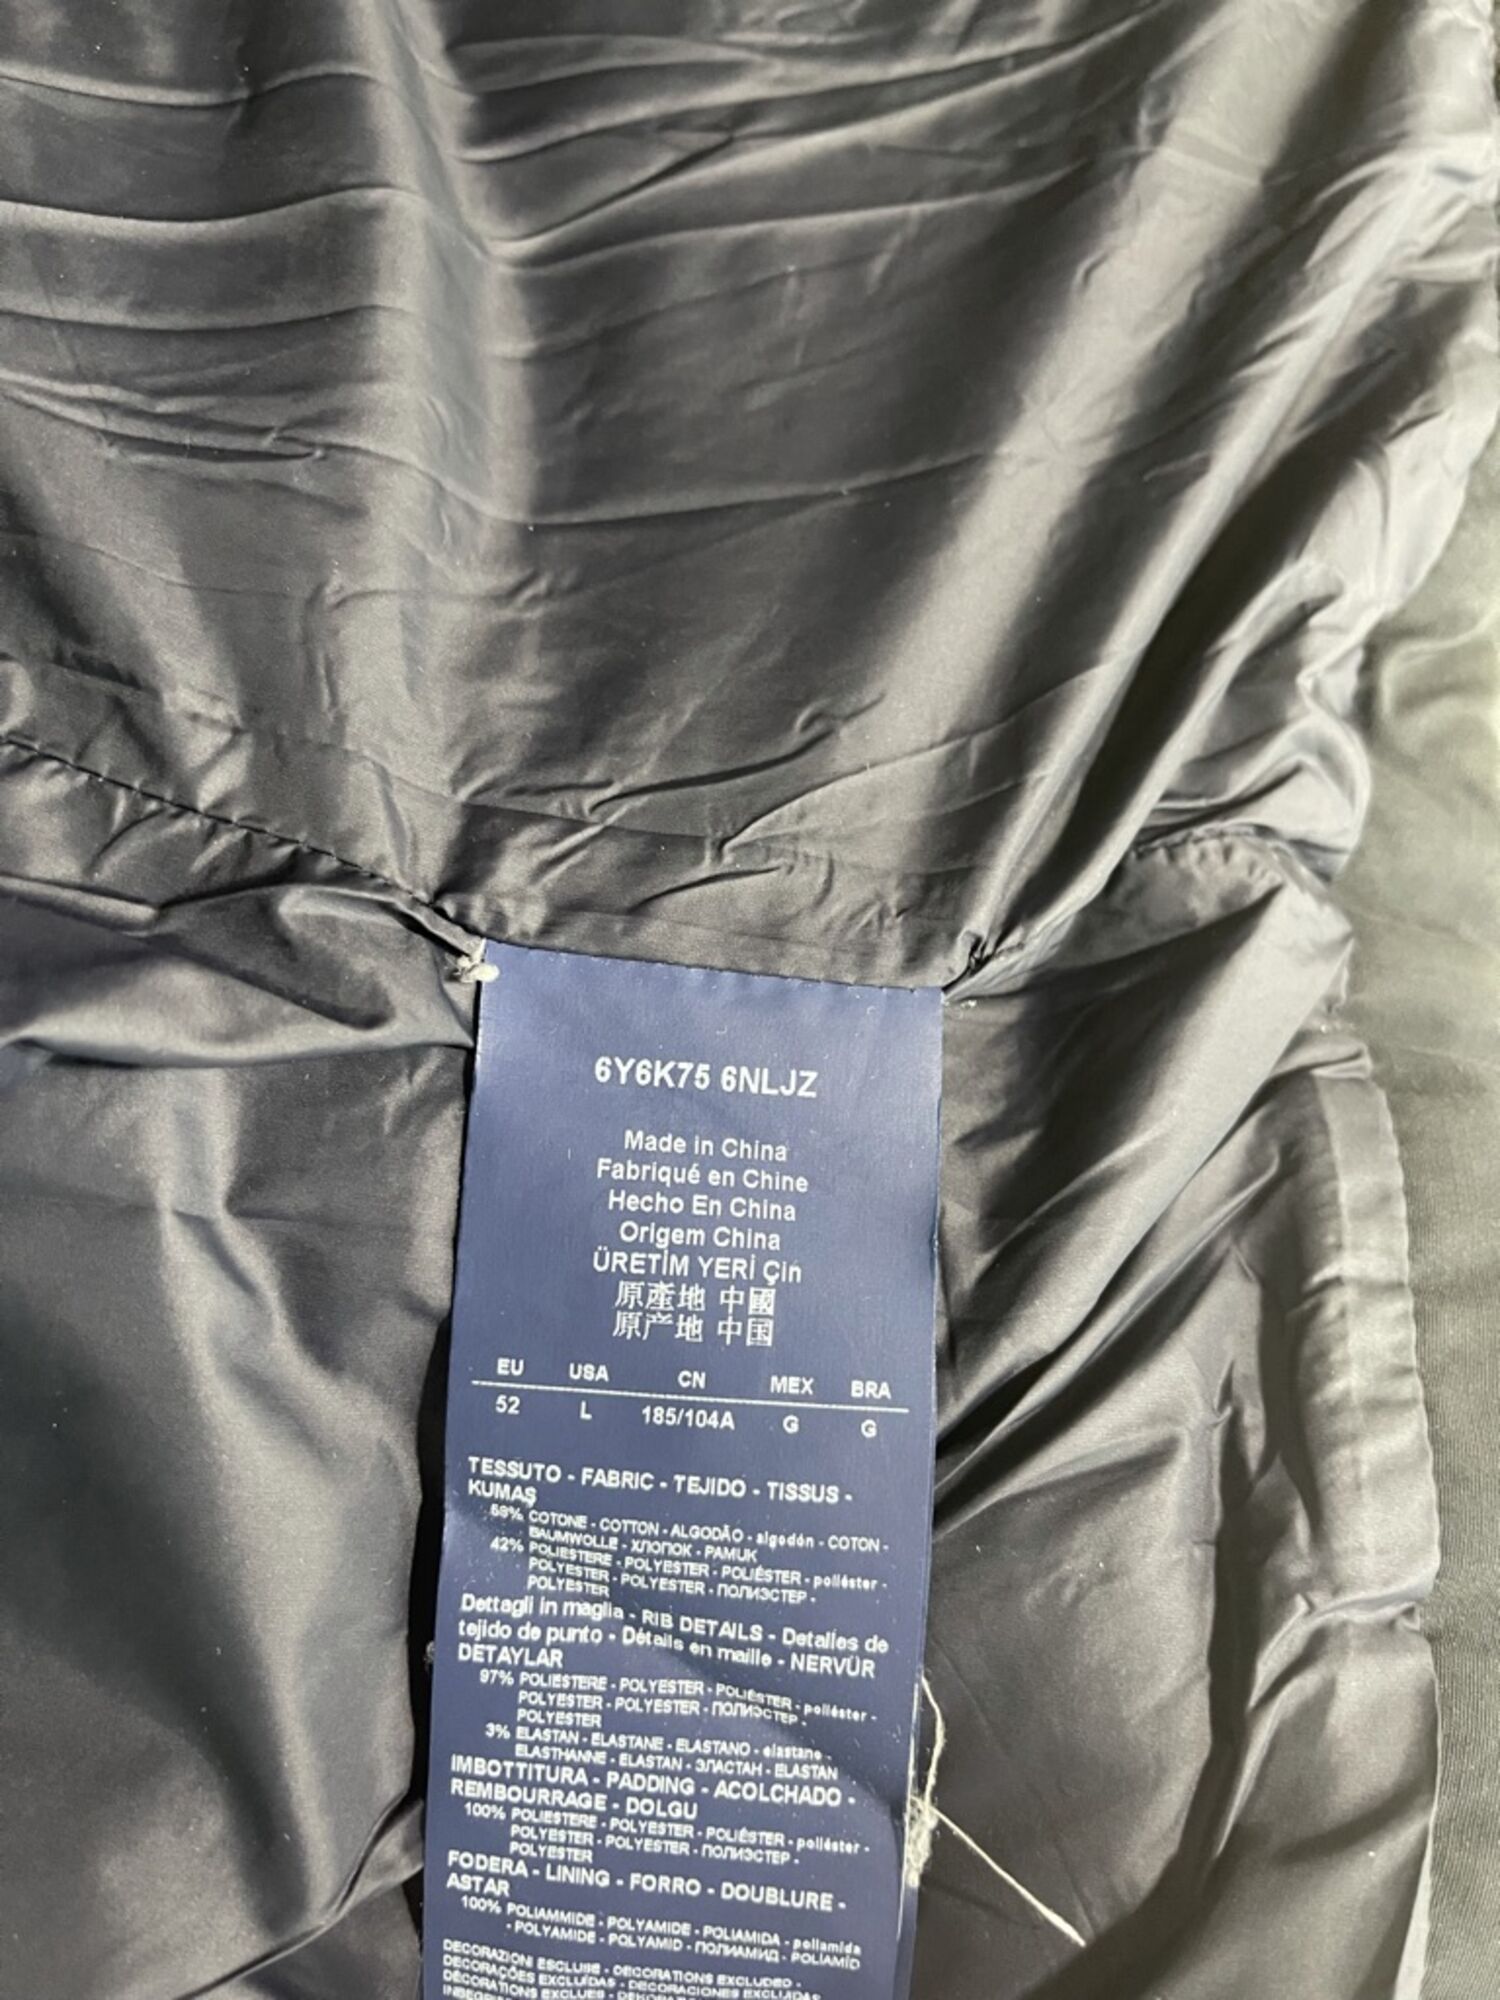 6Y6K75 6NLJZ
Made in China
Fabriqué en Chine
Hecho En China
Origem China
ÜRETİM YERİ Çin
原產地 中國
原产地 中国
EU USA CN MEX BRA
52 L 185/104A G G
TESSUTO - FABRIC - TEJIDO - TISSUS -
KUMAŞ
58% COTONE - COTTON - ALGODÃO - algodón - COTON -
BAUMWOLLE - ХЛОПОК - PAMUK
42% POLIESTERE - POLYESTER - POLIÉSTER - poliéster -
POLYESTER - POLYESTER - ПОЛИЭСТЕР -
POLYESTER
Dettagli in maglia - RIB DETAILS - Detalles de
tejido de punto - Détails en maille - NERVÜR
DETAYLAR
97% POLIESTERE - POLYESTER - POLIÉSTER - poliéster -
POLYESTER - POLYESTER - ПОЛИЭСТЕР -
POLYESTER
3% ELASTAN - ELASTANE - ELASTANO - elastano -
ELASTHANNE - ELASTAN - ЭЛАСТАН - ELASTAN
IMBOTTITURA - PADDING - ACOLCHADO -
REMBOURRAGE - DOLGU
100% POLIESTERE - POLYESTER - POLIÉSTER - poliéster -
POLYESTER - POLYESTER - ПОЛИЭСТЕР -
POLYESTER
FODERA - LINING - FORRO - DOUBLURE -
ASTAR
100% POLIAMMIDE - POLYAMIDE - POLIAMIDA - poliamida
- POLYAMIDE - POLYAMID - ПОЛИАМИД - POLIAMİD
DECORAZIONI ESCLUSE - DECORATIONS EXCLUDED -
DECORAÇÕES EXCLUÍDAS - DECORACIONES EXCLUIDAS
DÉCORATIONS EXCLUES -